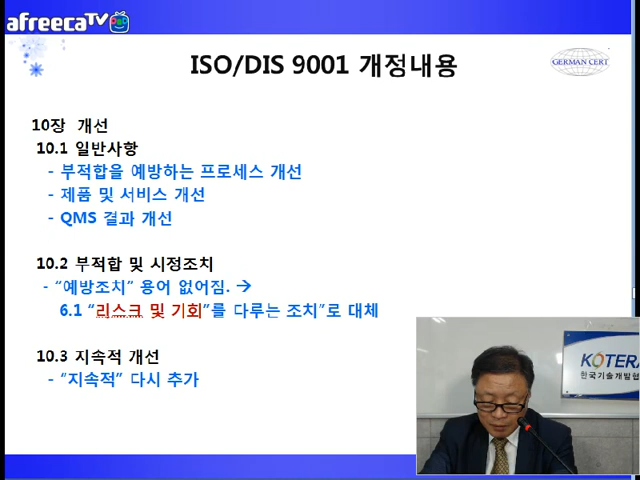 afreecaTV
ISO/DIS 9001 개정내용
GERMAN CERT
10장 개선
10.1 일반사항
- 부적합을 예방하는 프로세스 개선
- 제품 및 서비스 개선
- QMS 결과 개선
10.2 부적합 및 시정조치
- “예방조치” 용어 없어짐. →
6.1 “리스크 및 기회”를 다루는 조치”로 대체
10.3 지속적 개선
- “지속적” 다시 추가
KOTERA
한국기술개발협